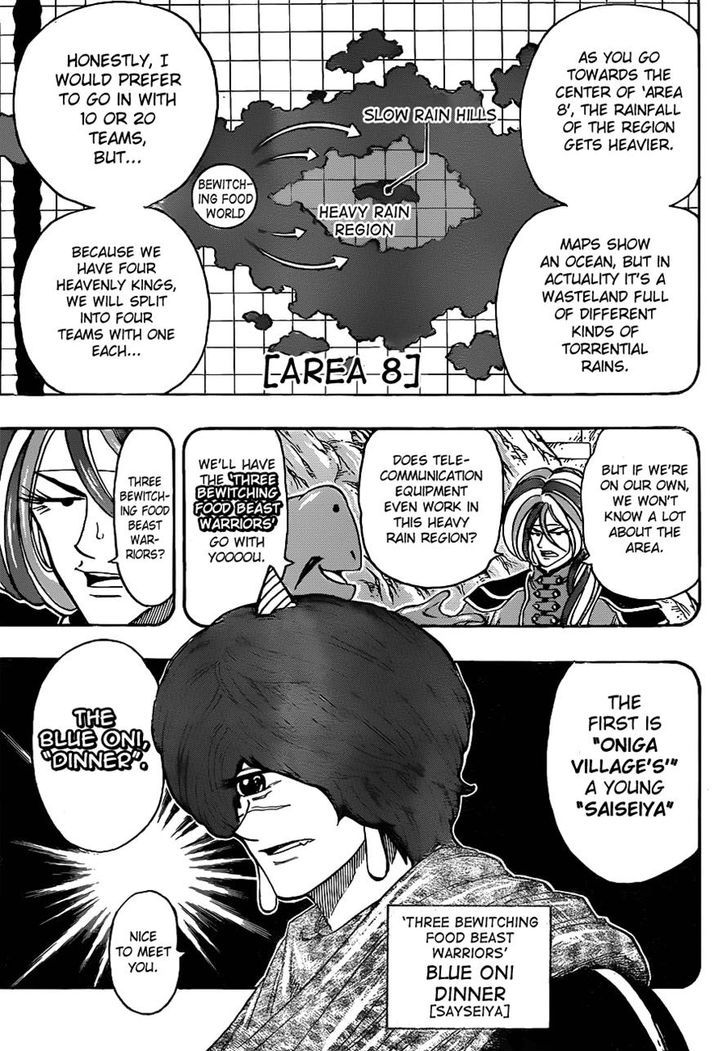 AS YOU GO
TOWARDS THE
CENTER OF 'AREA
8', THE RAINFALL
OF THE REGION
GETS HEAVIER.
MAPS SHOW
AN OCEAN, BUT IN
ACTUALITY IT'S A
WASTELAND FULL
OF DIFFERENT
KINDS OF
TORRENTIAL
RAINS.
SLOW RAIN HILLS
HEAVY RAIN
REGION
BEWITCH-
ING FOOD
WORLD
[AREA 8]
HONESTLY, I
WOULD PREFER
TO GO IN WITH
10 OR 20
TEAMS,
BUT...
BECAUSE WE
HAVE FOUR
HEAVENLY KINGS,
WE WILL SPLIT
INTO FOUR
TEAMS WITH ONE
EACH...
BUT IF WE'RE
ON OUR OWN,
WE WON'T
KNOW A LOT
ABOUT THE
AREA.
DOES TELE-
COMMUNICATION
EQUIPMENT
EVEN WORK IN
THIS HEAVY
RAIN REGION?
WE'LL HAVE
THE 'THREE
BEWITCHING
FOOD BEAST
WARRIORS'
GO WITH
YOOOOU.
THREE
BEWITCH-
ING FOOD
BEAST
WAR-
RIORS?
THE
FIRST IS
"ONIGA
VILLAGE'S'"
A YOUNG
"SAISEIYA"
THE
BLUE ONI,
"DINNER".
NICE
TO MEET
YOU.
'THREE BEWITCHING
FOOD BEAST
WARRIORS'
BLUE ONI
DINNER
[SAYSEIYA]